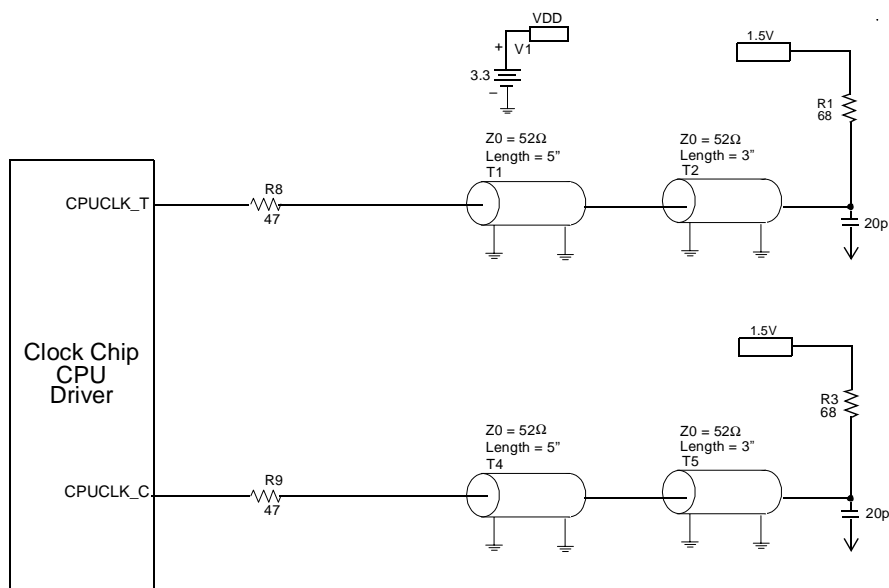 VDD
+
V1
3.3
–
1.5V
R1
68
Z0 = 52Ω
Length = 5”
T1
Z0 = 52Ω
Length = 3”
T2
CPUCLK_T
R8
47
20p
Clock Chip
CPU
Driver
1.5V
R3
68
Z0 = 52Ω
Length = 5”
T4
Z0 = 52Ω
Length = 3”
T5
CPUCLK_C
R9
47
20p